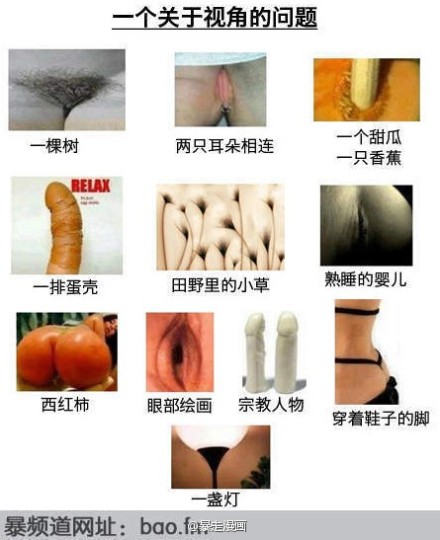 一个关于视角的问题
一棵树
两只耳朵相连
一个甜瓜
一只香蕉
RELAX
一排蛋壳
田野里的小草
熟睡的婴儿
西红柿
眼部绘画
宗教人物
穿着鞋子的脚
一盏灯
暴频道网址：bao.fm
@暴走漫画